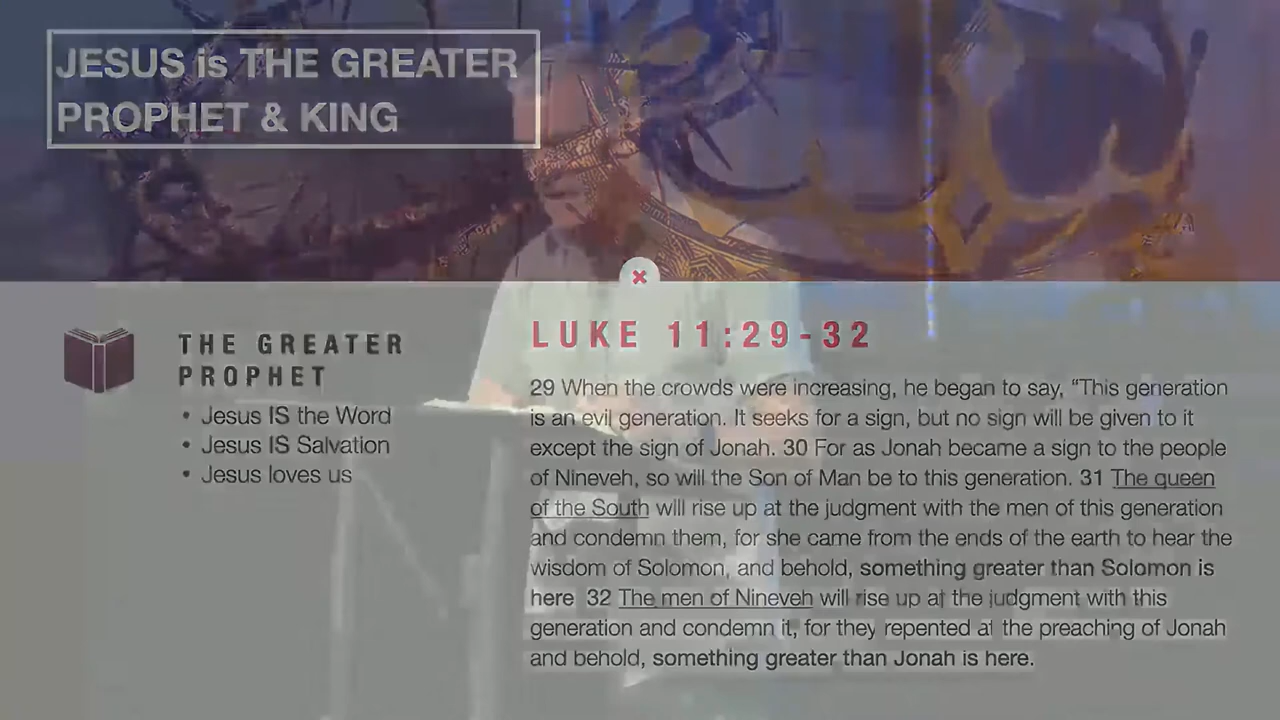 JESUS is THE GREATER
PROPHET & KING
THE GREATER
PROPHET
• Jesus IS the Word
• Jesus IS Salvation
• Jesus loves us
LUKE 11:29-32
29 When the crowds were increasing, he began to say, “This generation
is an evil generation. It seeks for a sign, but no sign will be given to it
except the sign of Jonah. 30 For as Jonah became a sign to the people
of Nineveh, so will the Son of Man be to this generation. 31 The queen
of the South will rise up at the judgment with the men of this generation
and condemn them, for she came from the ends of the earth to hear the
wisdom of Solomon, and behold, something greater than Solomon is
here 32 The men of Nineveh will rise up at the judgment with this
generation and condemn it, for they repented at the preaching of Jonah
and behold, something greater than Jonah is here.